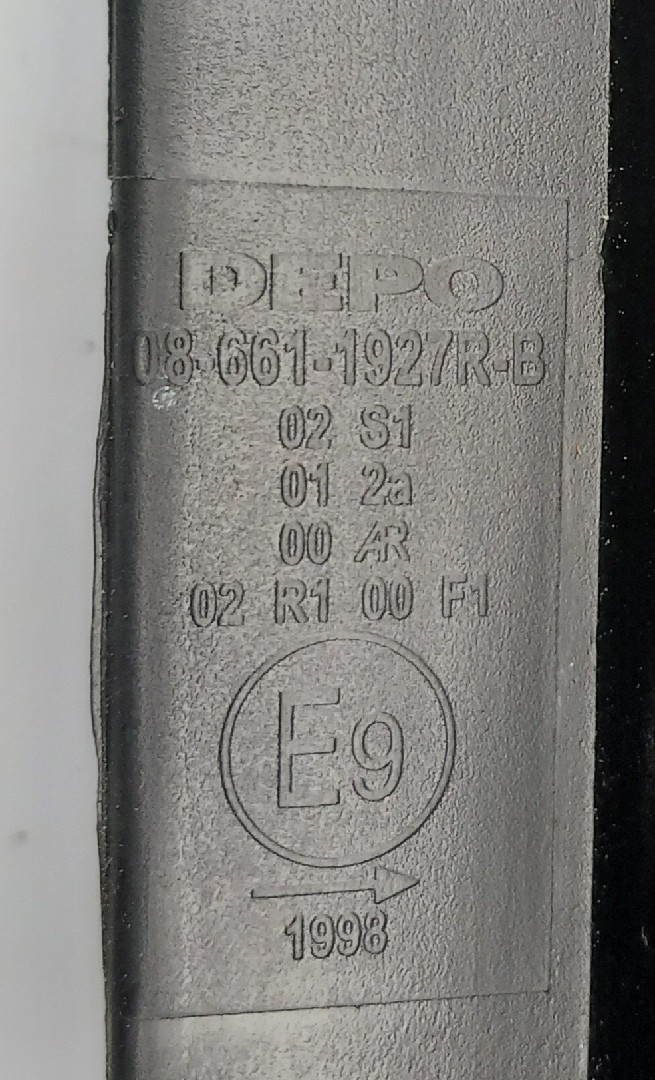 DEPO
08-661-1927R-B
02 S1
01 2a
00 AR
02 R1 00 F1
E9
1998